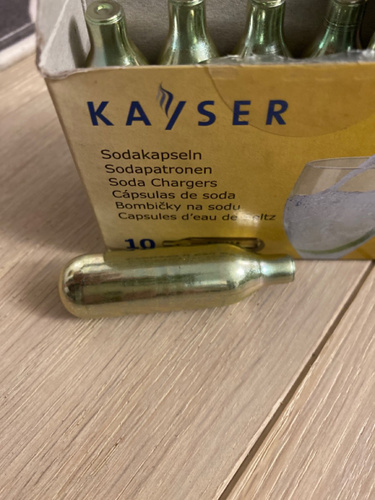 KAYSER
Sodakapseln
Sodapatronen
Soda Chargers
Cápsulas de soda
Bombičky na sodu
Capsules d'eau de Seltz
10